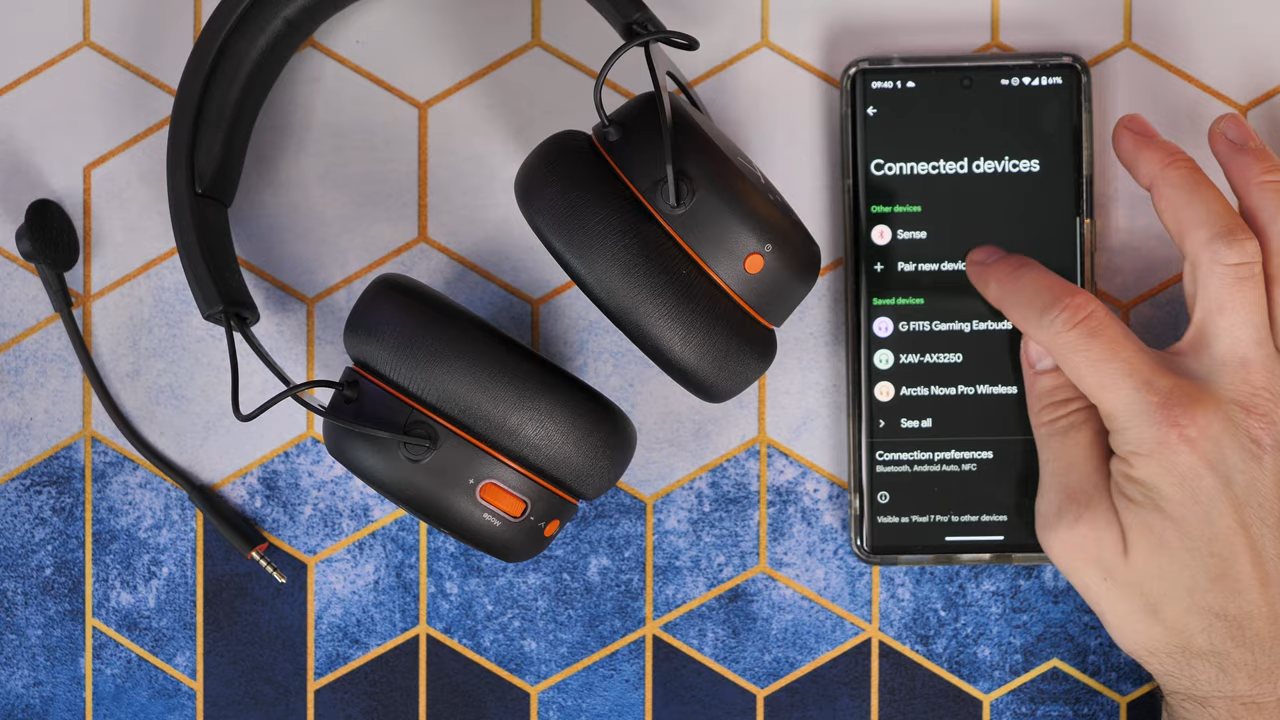 09:40
61%
Connected devices
Other devices
Sense
+ Pair new devic
Saved devices
G FITS Gaming Earbuds
XAV-AX3250
Arctis Nova Pro Wireless
See all
Connection preferences
Bluetooth, Android Auto, NFC
Visible as 'Pixel 7 Pro' to other devices
+
Mode
-